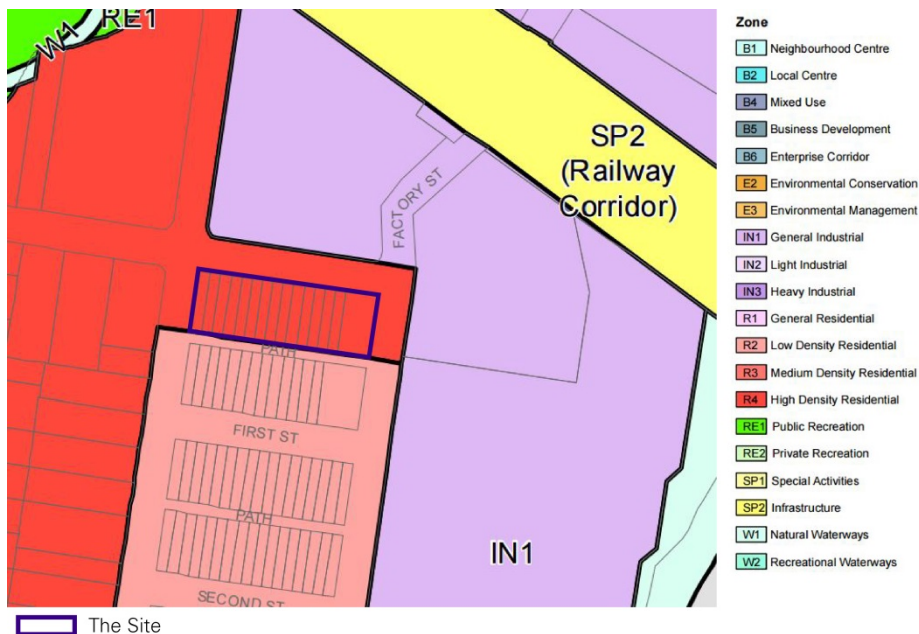 RE1
W1
SP2
(Railway
Corridor)
FACTORY ST
PATH
FIRST ST
PATH
IN1
SECOND ST
The Site
Zone
B1 Neighbourhood Centre
B2 Local Centre
B4 Mixed Use
B5 Business Development
B6 Enterprise Corridor
E2 Environmental Conservation
E3 Environmental Management
IN1 General Industrial
IN2 Light Industrial
IN3 Heavy Industrial
R1 General Residential
R2 Low Density Residential
R3 Medium Density Residential
R4 High Density Residential
RE1 Public Recreation
RE2 Private Recreation
SP1 Special Activities
SP2 Infrastructure
W1 Natural Waterways
W2 Recreational Waterways